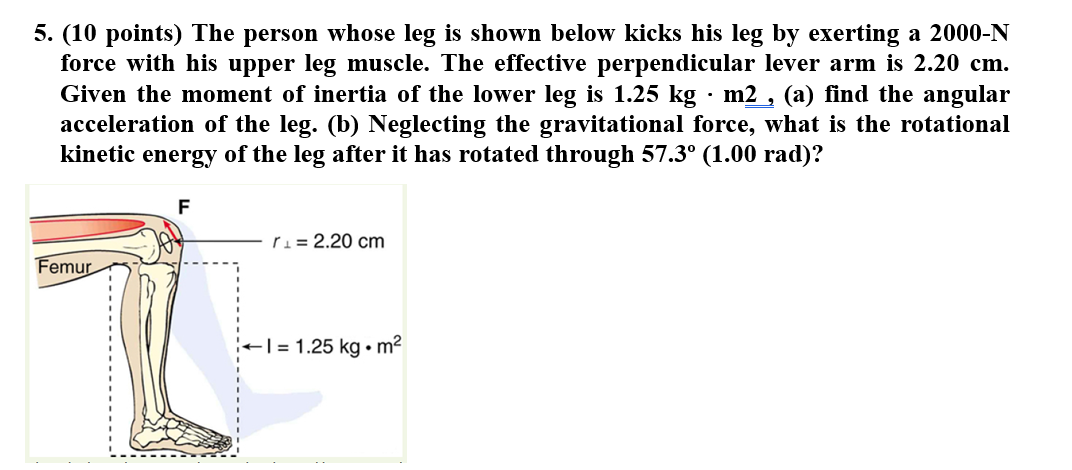 5. (10 points) The person whose leg is shown below kicks his leg by exerting a 2000-N
force with his upper leg muscle. The effective perpendicular lever arm is 2.20 cm.
Given the moment of inertia of the lower leg is 1.25 kg · m2 , (a) find the angular
acceleration of the leg. (b) Neglecting the gravitational force, what is the rotational
kinetic energy of the leg after it has rotated through 57.3º (1.00 rad)?
F
r⊥ = 2.20 cm
Femur
I = 1.25 kg • m²